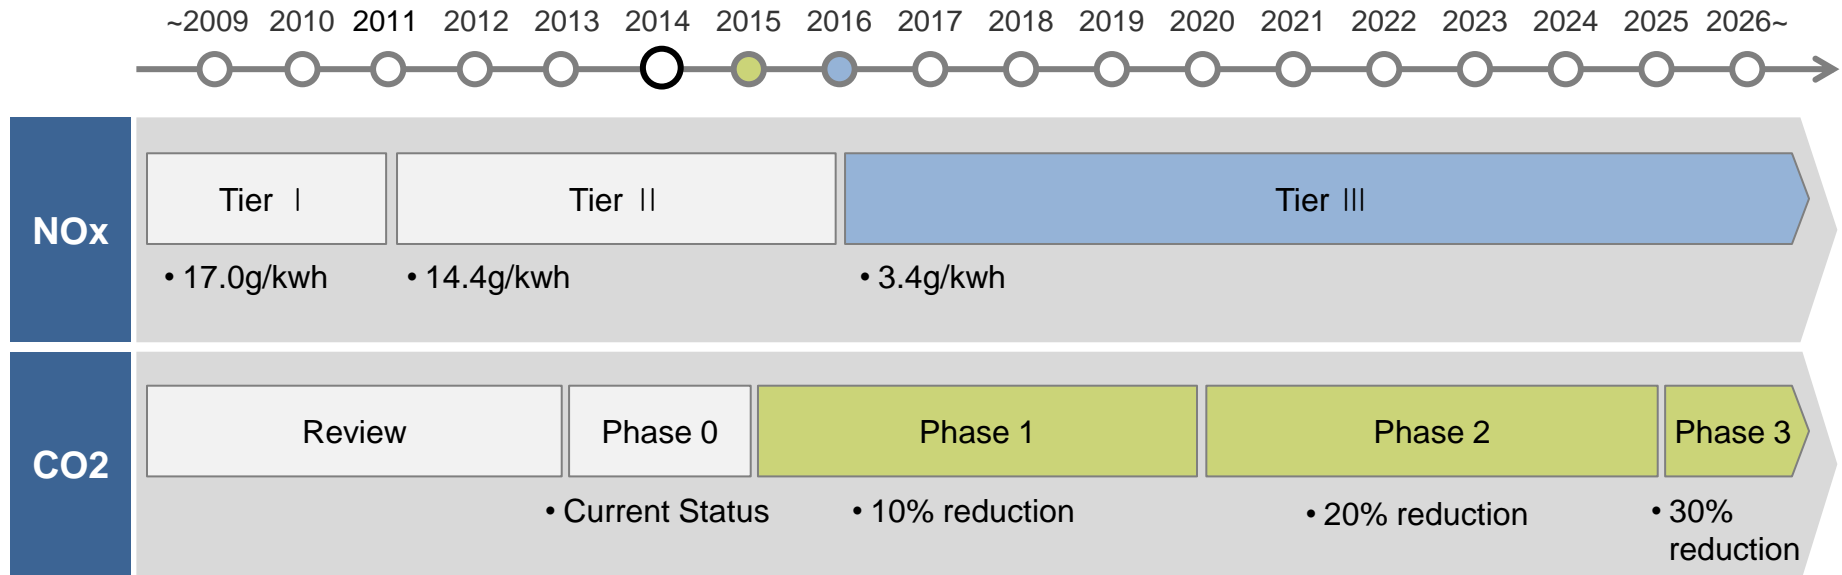 ~2009 2010 2011 2012 2013 2014 2015 2016 2017 2018 2019 2020 2021 2022 2023 2024 2025 2026~
NOx
Tier Ⅰ
Tier Ⅱ
Tier Ⅲ
• 17.0g/kwh
• 14.4g/kwh
• 3.4g/kwh
CO2
Review
Phase 0
Phase 1
Phase 2
Phase 3
• Current Status
• 10% reduction
• 20% reduction
• 30%
reduction